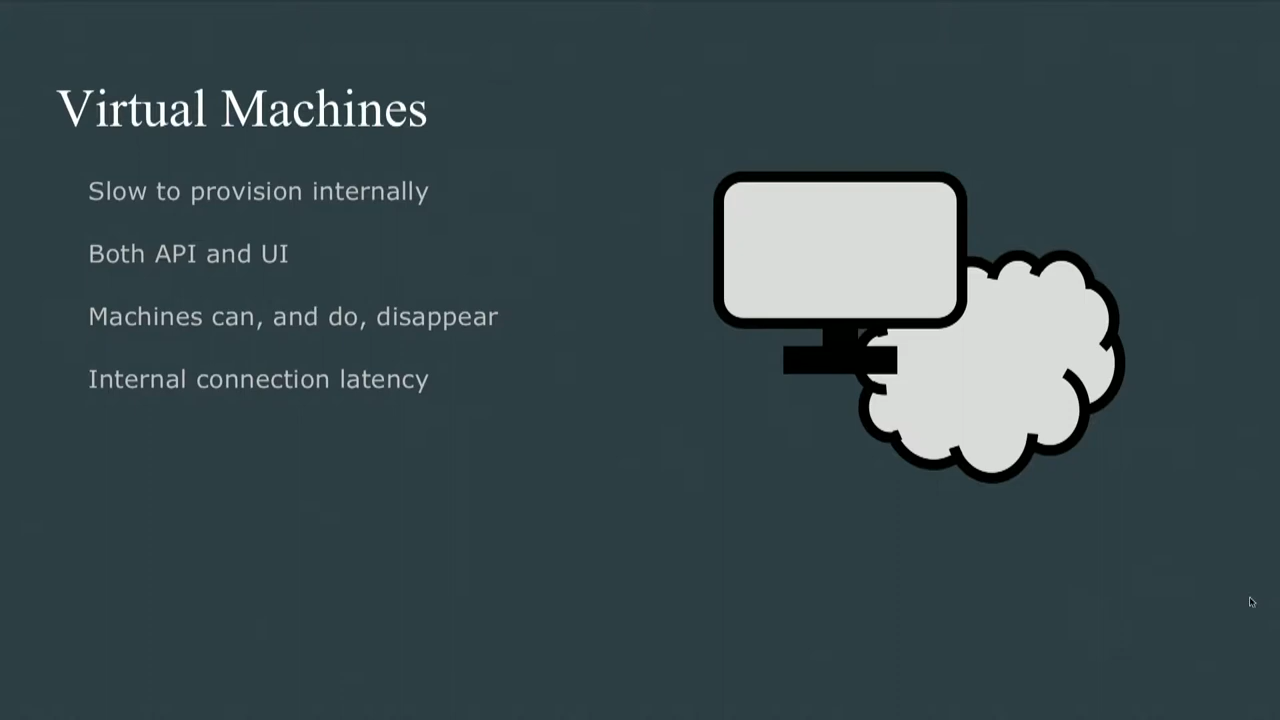 Virtual Machines
Slow to provision internally
Both API and UI
Machines can, and do, disappear
Internal connection latency